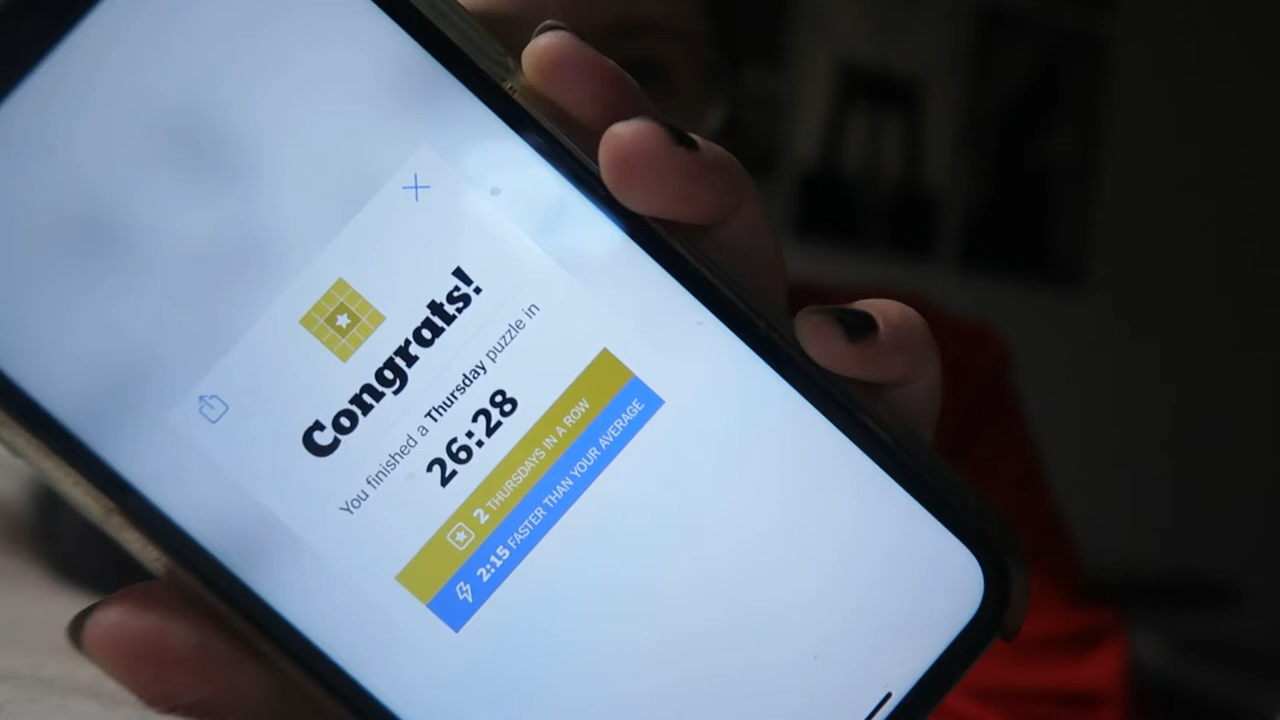 Congrats!
You finished a Thursday puzzle in
26:28
2 THURSDAYS IN A ROW
2:15 FASTER THAN YOUR AVERAGE